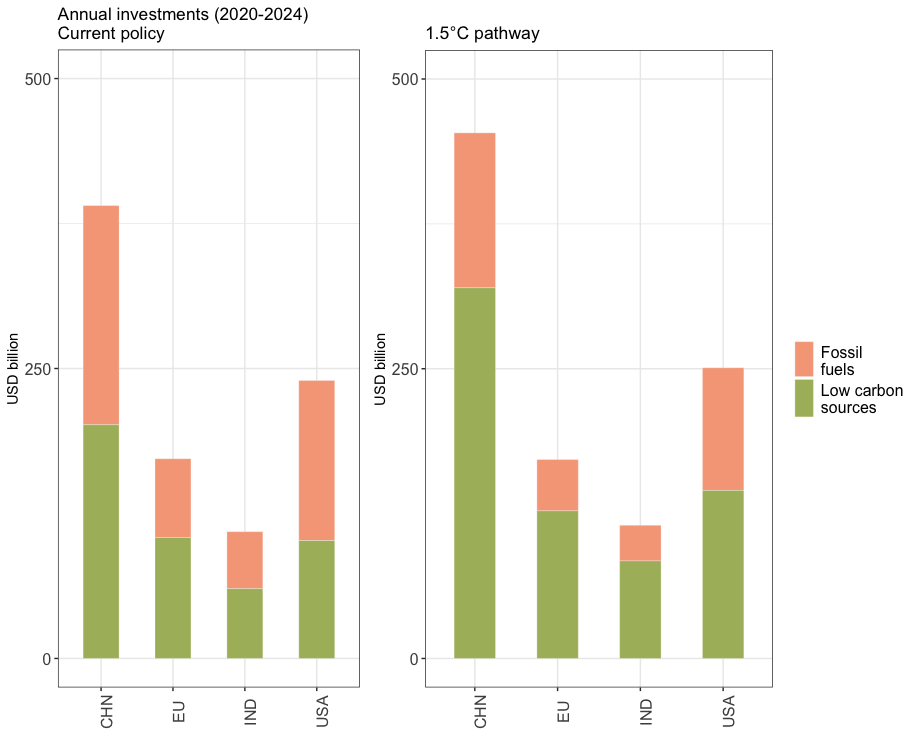 Annual investments (2020-2024)
Current policy
500
250
0
USD billion
CHN
EU
IND
USA
1.5°C pathway
500
250
0
USD billion
CHN
EU
IND
USA
Fossil
fuels
Low carbon
sources